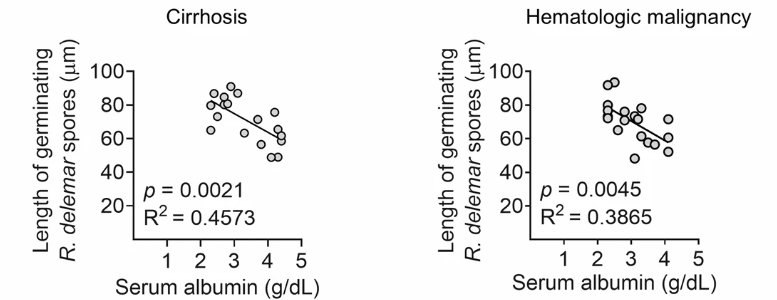 Cirrhosis
Length of germinating
R. delemar spores (μm)
100
80
60
40
20
p = 0.0021
R² = 0.4573
1 2 3 4 5
Serum albumin (g/dL)
Hematologic malignancy
Length of germinating
R. delemar spores (μm)
100
80
60
40
20
p = 0.0045
R² = 0.3865
1 2 3 4 5
Serum albumin (g/dL)